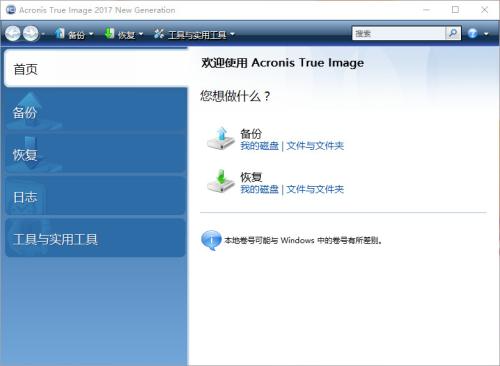 Acronis True Image 2017 New Generation
备份 恢复 工具与实用工具 搜索
首页
备份
恢复
日志
工具与实用工具
欢迎使用 Acronis True Image
您想做什么？
备份
我的磁盘 | 文件与文件夹
恢复
我的磁盘 | 文件与文件夹
本地卷号可能与 Windows 中的卷号有所差别。